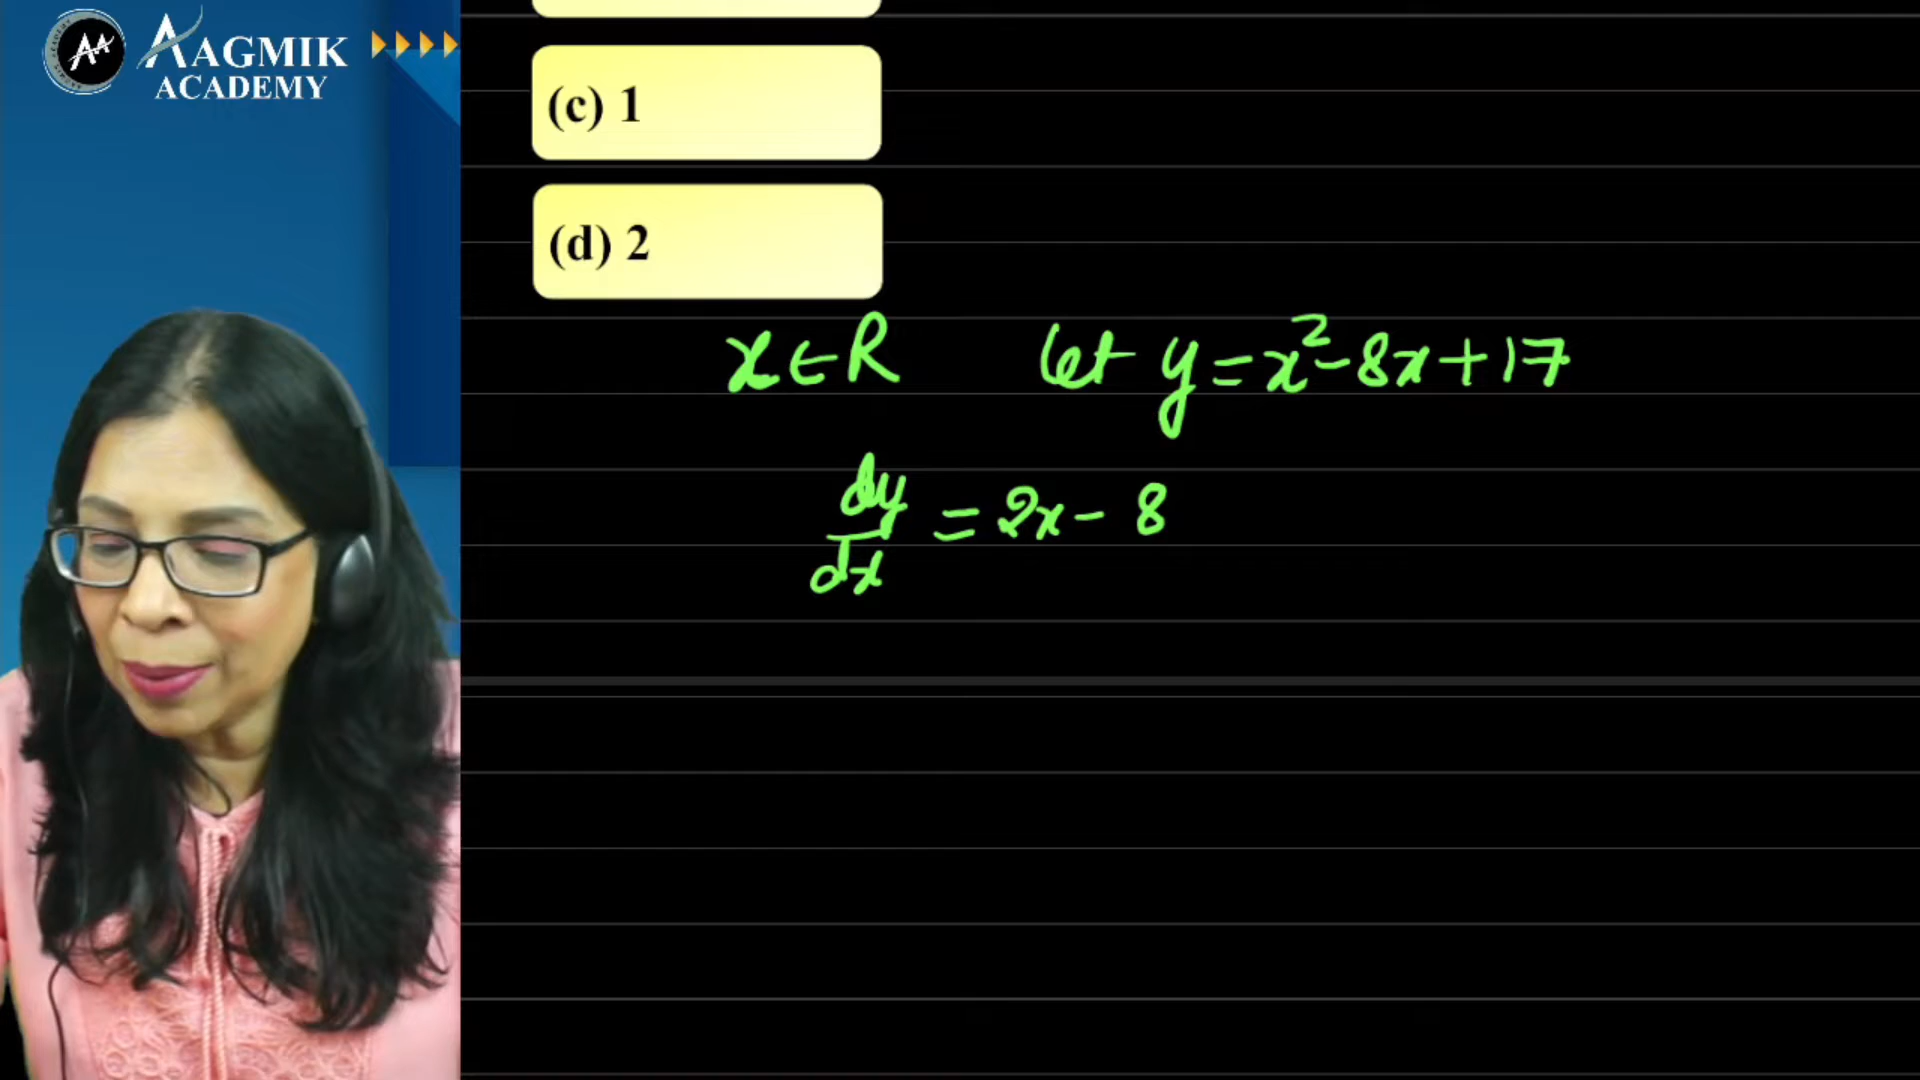 AAGMIK
ACADEMY
(c) 1
(d) 2
x ∈ R let y = x² - 8x + 17
dy/dx = 2x - 8